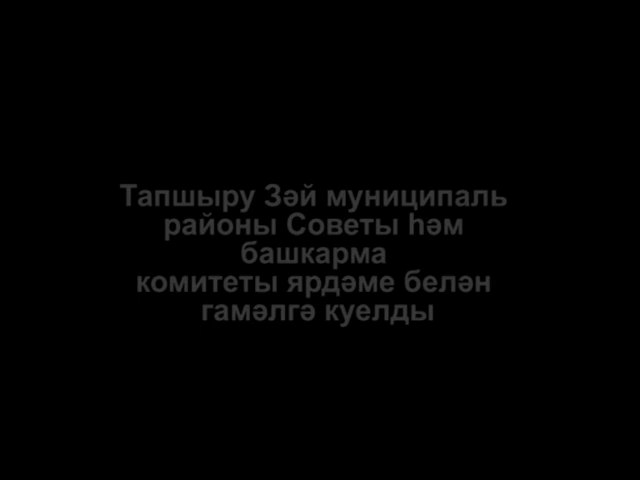 Тапшыру Зәй муниципаль
районы Советы һәм
башкарма
комитеты ярдәме белән
гамәлгә куелды